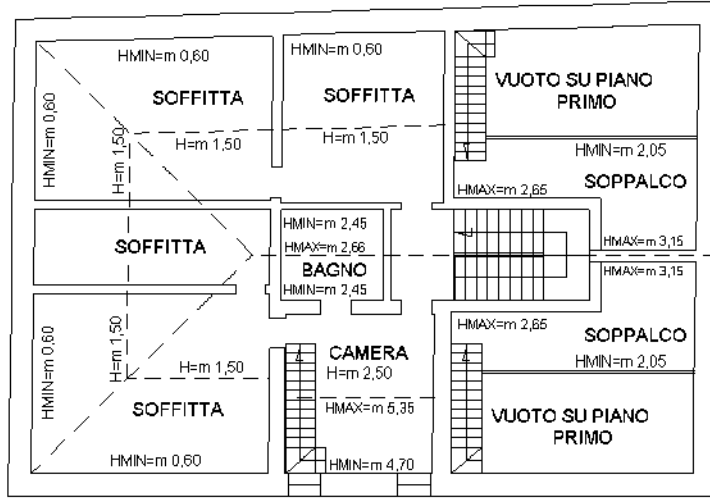 HMIN=m 0,60
HMIN=m 0,60
HMIN=m 0,60
SOFFITTA
SOFFITTA
VUOTO SU PIANO
PRIMO
H=m 1,50
H=m 1,50
H=m 1,50
HMIN=m 2,05
SOPPALCO
HMAX=m 2,65
HMIN=m 2,45
HMAX=m 2,66
BAGNO
HMIN=m 2,45
SOFFITTA
HMAX=m 3,15
HMAX=m 3,15
HMAX=m 2,65
SOPPALCO
HMIN=m 2,05
HMIN=m 0,60
H=m 1,50
H=m 1,50
CAMERA
H=m 2,50
HMAX=m 5,35
SOFFITTA
VUOTO SU PIANO
PRIMO
HMIN=m 0,60
HMIN=m 4,70